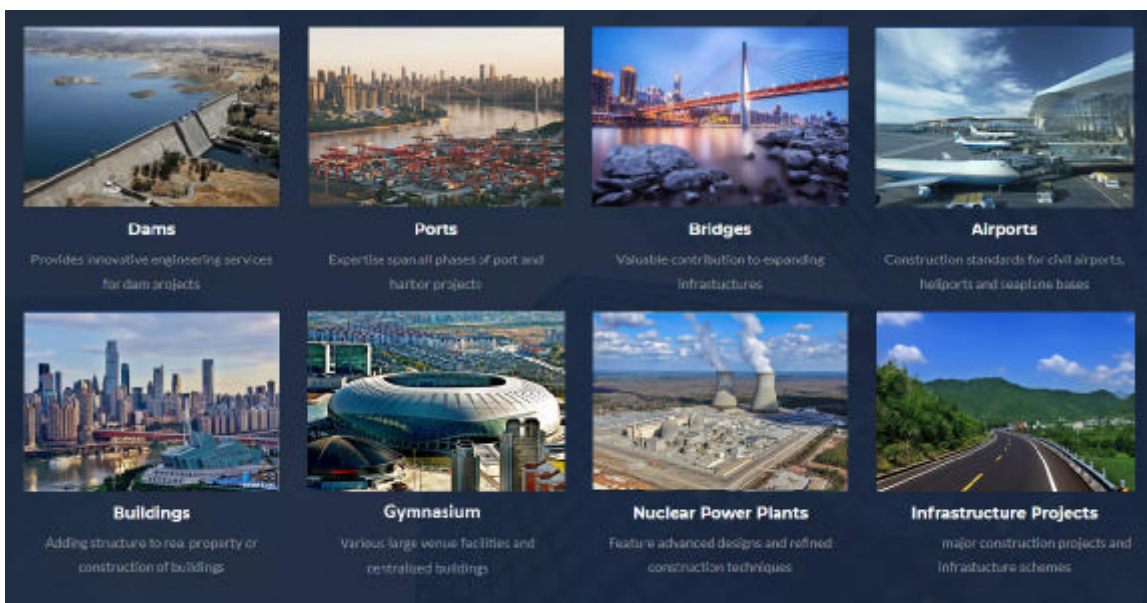 Dams
Provides innovative engineering services
for dam projects
Ports
Expertise span all phases of port and
harbor projects
Bridges
Valuable contribution to expanding
infrastuctures
Airports
Construction standards for civil airports,
heliports and seaplane bases
Buildings
Adding structure to real property or
construction of buildings
Gymnasium
Various large venue facilities and
centralised buildings
Nuclear Power Plants
Feature advanced designs and refined
construction techniques
Infrastructure Projects
major construction projects and
infrastucture schemes